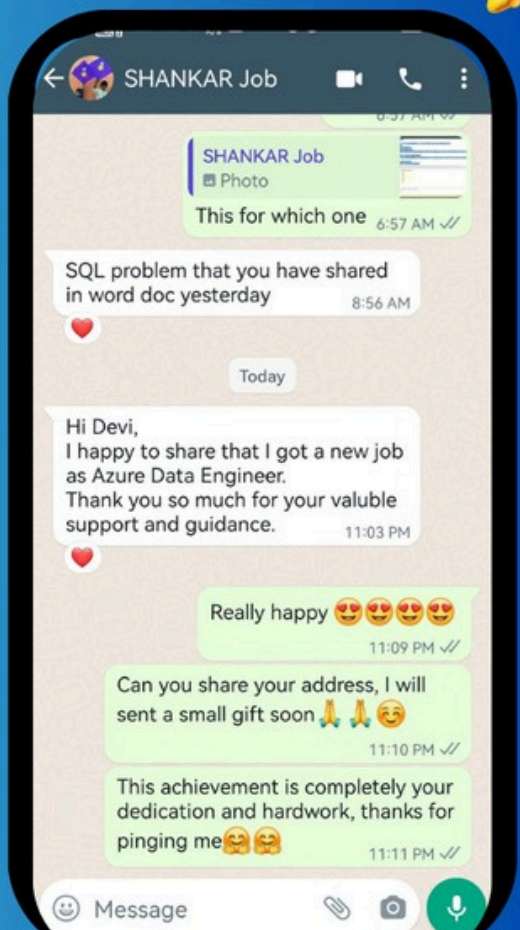 SHANKAR Job
6:57 AM
SHANKAR Job
Photo
This for which one 6:57 AM
SQL problem that you have shared
in word doc yesterday 8:56 AM
Today
Hi Devi,
I happy to share that I got a new job
as Azure Data Engineer.
Thank you so much for your valuble
support and guidance. 11:03 PM
Really happy 😍😍😍😍
11:09 PM
Can you share your address, I will
sent a small gift soon🙏🙏☺️
11:10 PM
This achievement is completely your
dedication and hardwork, thanks for
pinging me🤗🤗 11:11 PM
Message